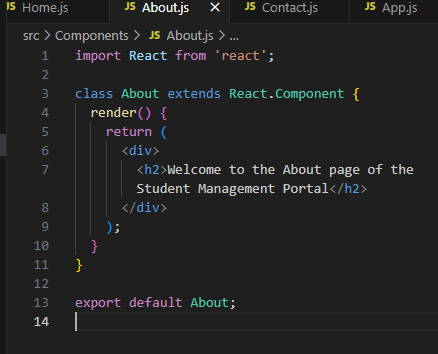 JS Home.js JS About.js × JS Contact.js JS App.js
src > Components > JS About.js > ...
1 import React from 'react';
2
3 class About extends React.Component {
4 render() {
5 return (
6 <div>
7 <h2>Welcome to the About page of the
Student Management Portal</h2>
8 </div>
9 );
10 }
11 }
12
13 export default About;
14